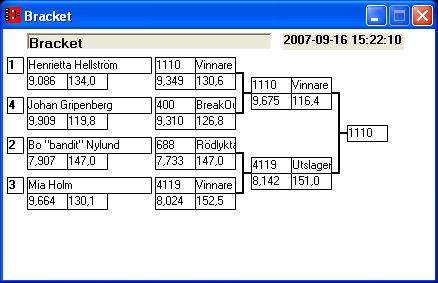 Bracket
Bracket 2007-09-16 15:22:10
1 Henrietta Hellström 1110 Vinnare
9,086 134,0 9,349 130,6
1110 Vinnare
9,675 116,4
4 Johan Gripenberg 400 BreakOu
9,909 119,8 9,310 126,8
1110
2 Bo "bandit" Nylund 688 Rödlykta
7,907 147,0 7,733 147,0
4119 Utslager
8,142 151,0
3 Mia Holm 4119 Vinnare
9,664 130,1 8,024 152,5